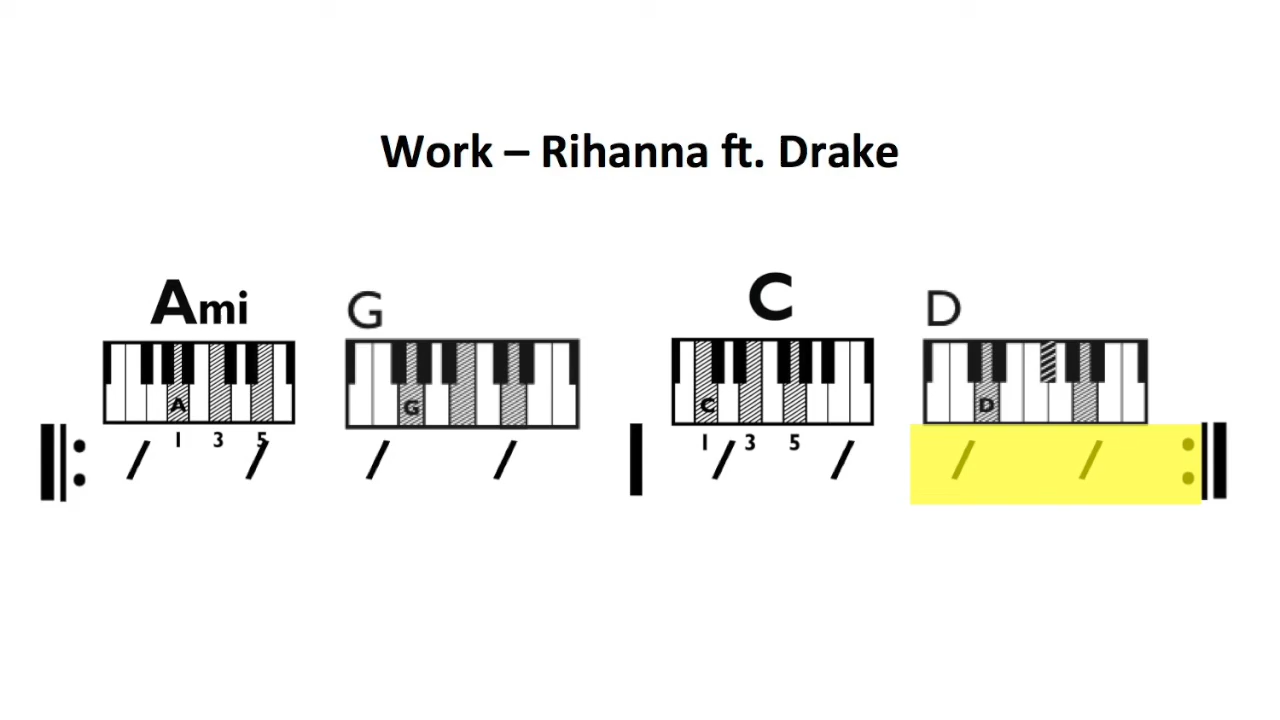 Work – Rihanna ft. Drake
Ami G C D
A G C D
1 3 5 1 3 5